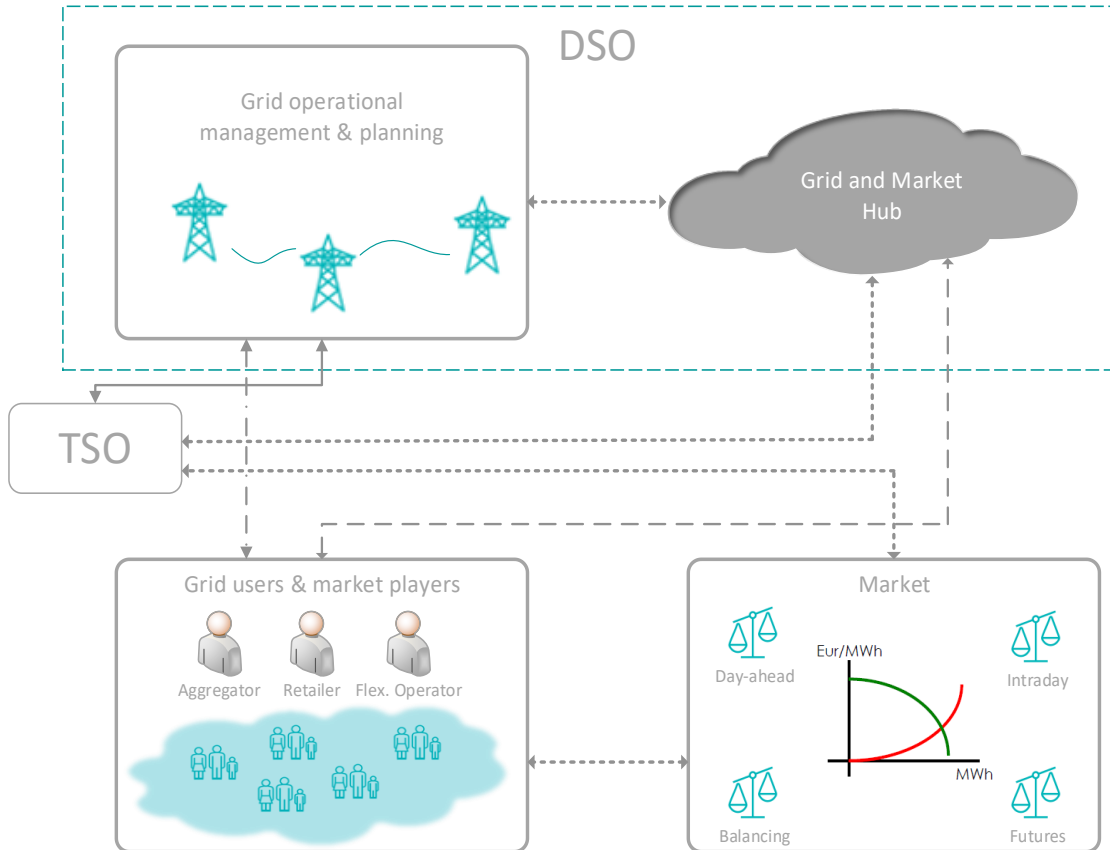 DSO
Grid operational
management & planning
Grid and Market
Hub
TSO
Grid users & market players
Aggregator
Retailer
Flex. Operator
Market
Day-ahead
Eur/MWh
Intraday
MWh
Balancing
Futures